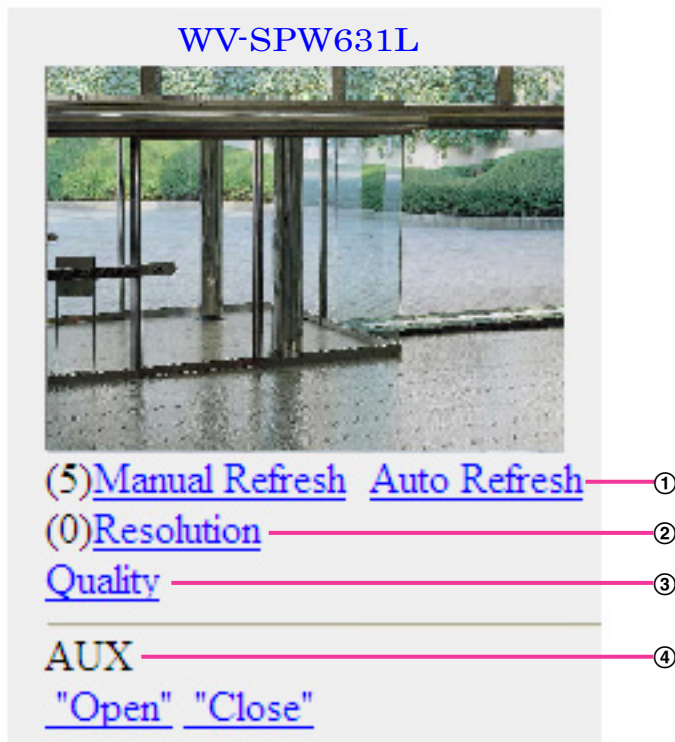 WV-SPW631L
(5)Manual Refresh Auto Refresh ①
(0)Resolution ②
Quality ③
AUX ④
"Open" "Close"